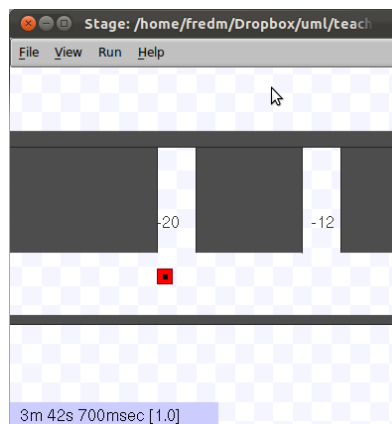 Stage: /home/fredm/Dropbox/uml/teach
File View Run Help
-20 -12
3m 42s 700msec [1.0]